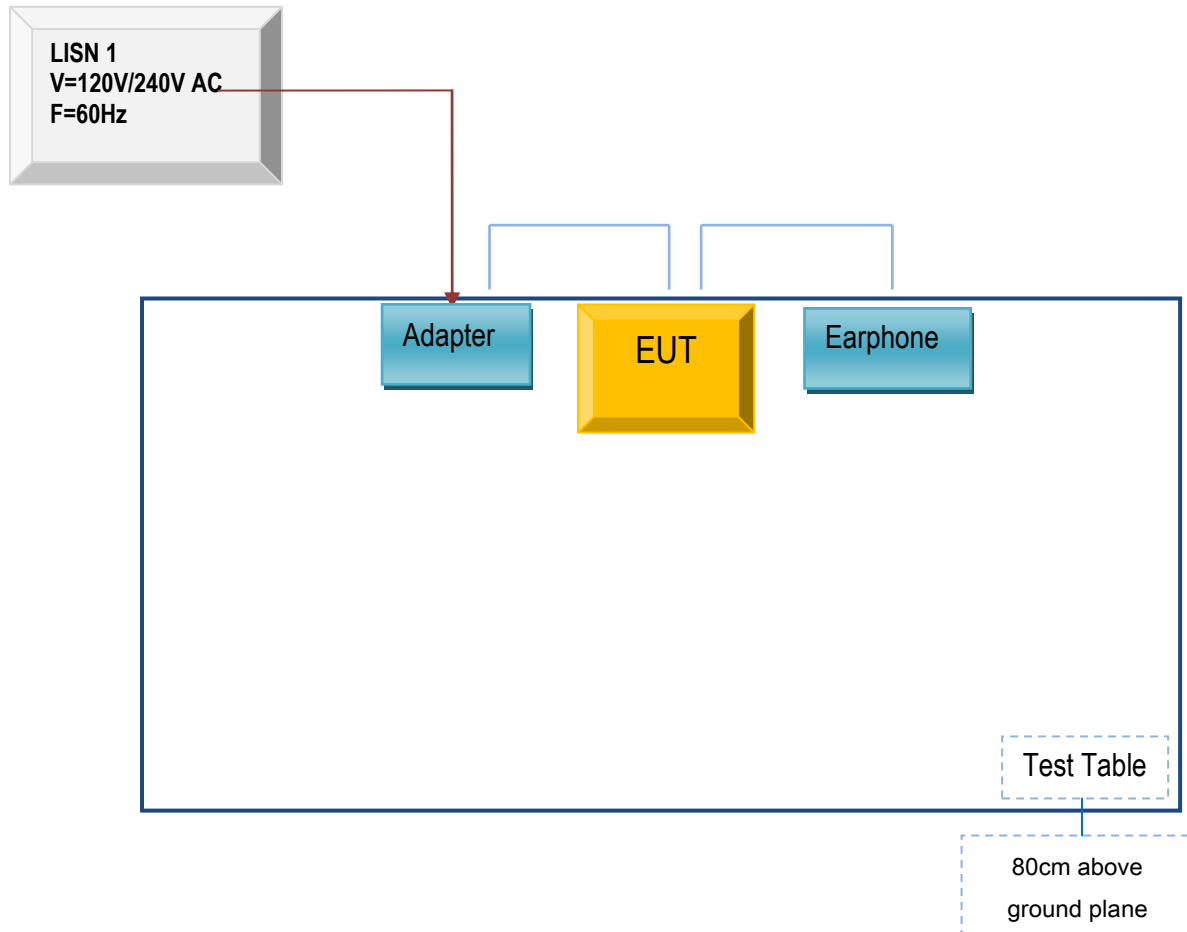 LISN 1
V=120V/240V AC
F=60Hz
Adapter
EUT
Earphone
Test Table
80cm above
ground plane